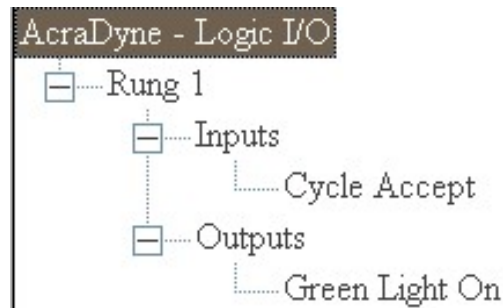 AcraDyne - Logic I/O
Rung 1
Inputs
Cycle Accept
Outputs
Green Light On